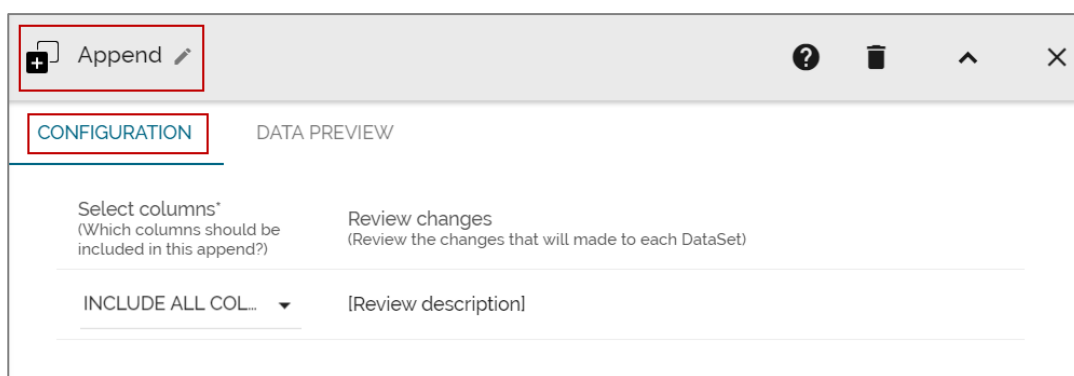 Append
CONFIGURATION
DATA PREVIEW
Select columns*
(Which columns should be
included in this append?)
Review changes
(Review the changes that will made to each DataSet)
INCLUDE ALL COL...
[Review description]